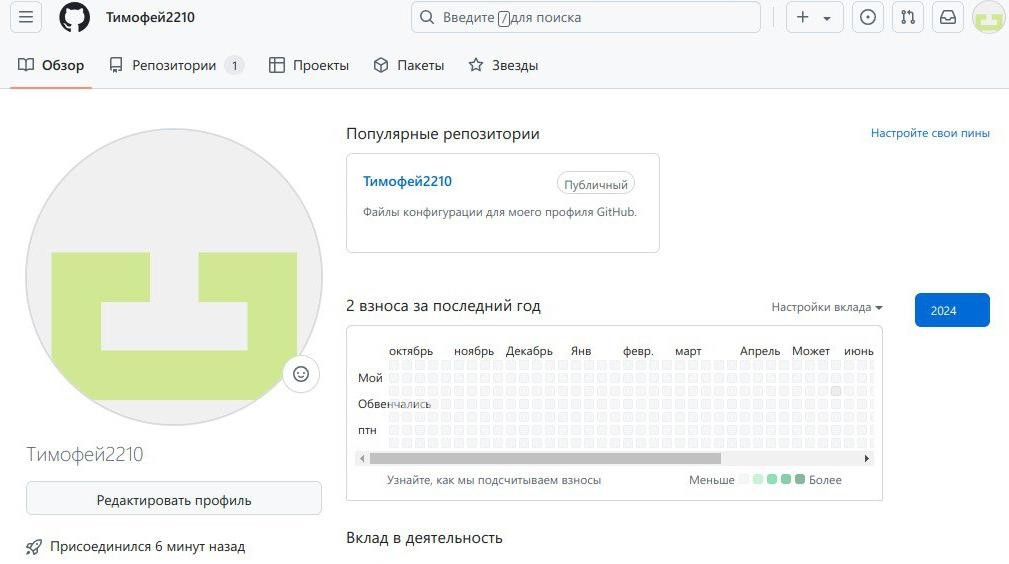 Тимофей2210
Введите / для поиска
Обзор
Репозитории 1
Проекты
Пакеты
Звезды
Популярные репозитории
Настройте свои пины
Тимофей2210
Публичный
Файлы конфигурации для моего профиля GitHub.
2 взноса за последний год
Настройки вклада
2024
октябрь ноябрь Декабрь Янв февр. март Апрель Может июнь
Мой
Обвенчались
птн
Узнайте, как мы подсчитываем взносы
Меньше Более
Тимофей2210
Редактировать профиль
Присоединился 6 минут назад
Вклад в деятельность